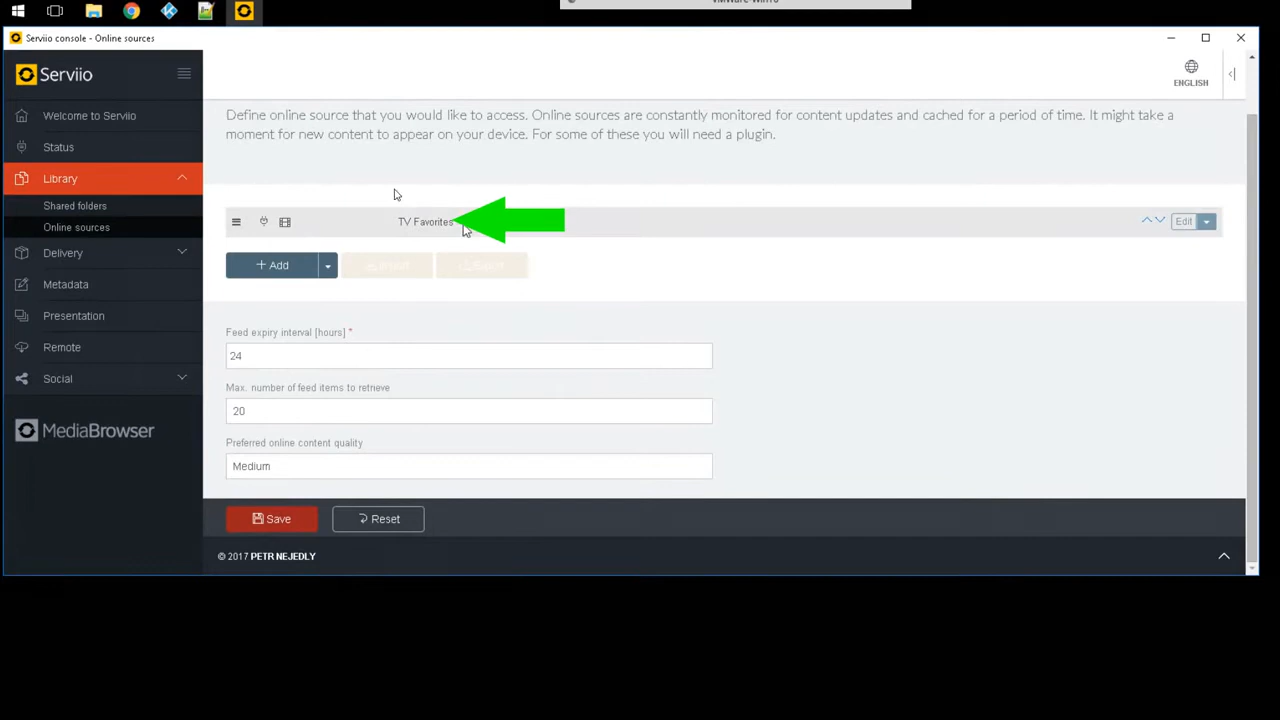 VMware-Win10
Serviio console - Online sources
Serviio
ENGLISH
Welcome to Serviio
Status
Library
Shared folders
Online sources
Delivery
Metadata
Presentation
Remote
Social
MediaBrowser
Define online source that you would like to access. Online sources are constantly monitored for content updates and cached for a period of time. It might take a
moment for new content to appear on your device. For some of these you will need a plugin.
TV Favorites
Edit
+ Add
Import
Export
Feed expiry interval [hours] *
24
Max. number of feed items to retrieve
20
Preferred online content quality
Medium
Save
Reset
© 2017 PETR NEJEDLY